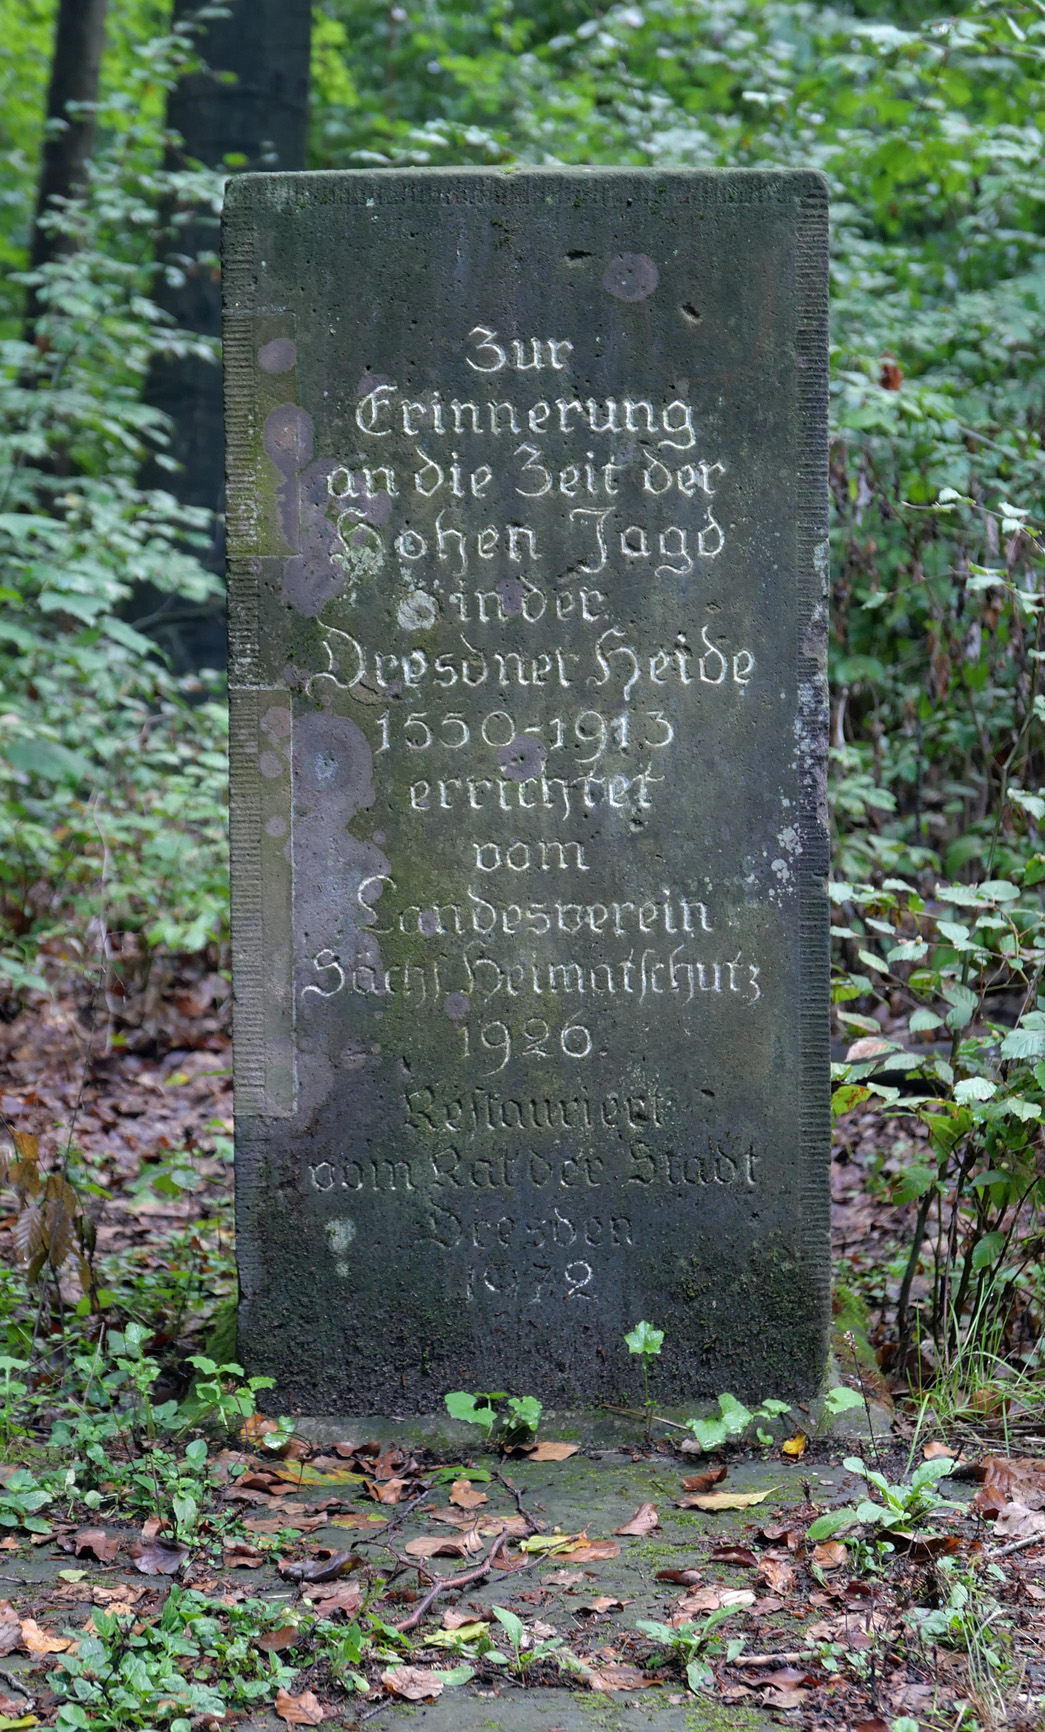 Zur
Erinnerung
an die Zeit der
Hohen Jagd
in der
Dresdner Heide
1550-1913
errichtet
vom
Landesverein
Sächs Heimatschutz
1926
Restauriert
vom Rat der Stadt
Dresden
1972